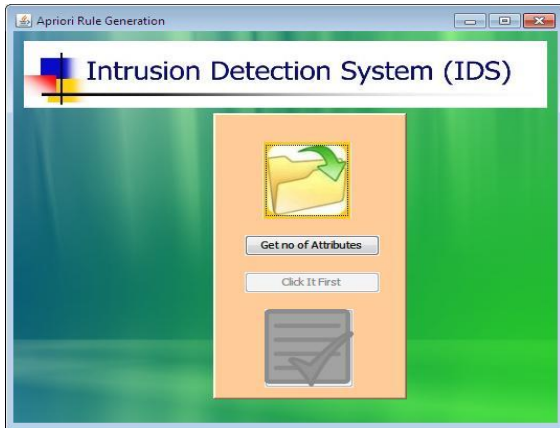 Apriori Rule Generation
Intrusion Detection System (IDS)
Get no of Attributes
Click It First